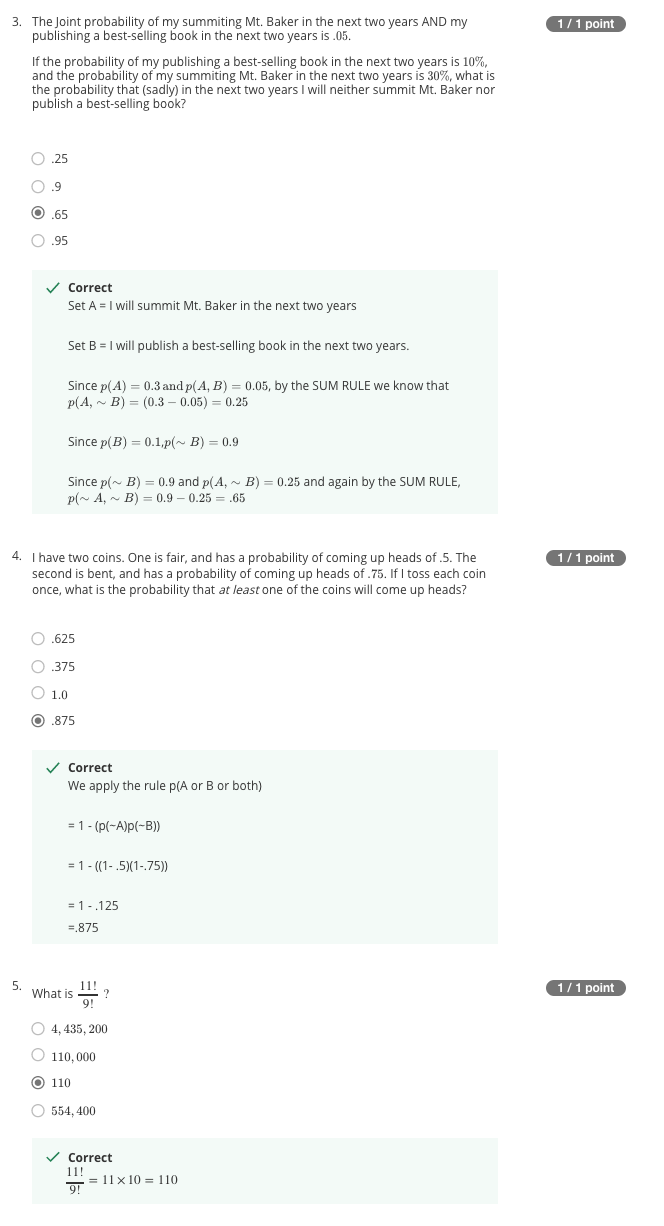 3. The Joint probability of my summiting Mt. Baker in the next two years AND my
publishing a best-selling book in the next two years is .05.
1 / 1 point
If the probability of my publishing a best-selling book in the next two years is 10%,
and the probability of my summiting Mt. Baker in the next two years is 30%, what is
the probability that (sadly) in the next two years I will neither summit Mt. Baker nor
publish a best-selling book?
.25
.9
.65
.95
Correct
Set A = I will summit Mt. Baker in the next two years
Set B = I will publish a best-selling book in the next two years.
Since p(A) = 0.3 and p(A, B) = 0.05, by the SUM RULE we know that
p(A, ∼ B) = (0.3 − 0.05) = 0.25
Since p(B) = 0.1,p(∼ B) = 0.9
Since p(∼ B) = 0.9 and p(A, ∼ B) = 0.25 and again by the SUM RULE,
p(∼ A, ∼ B) = 0.9 − 0.25 = .65
4. I have two coins. One is fair, and has a probability of coming up heads of .5. The
second is bent, and has a probability of coming up heads of .75. If I toss each coin
once, what is the probability that at least one of the coins will come up heads?
1 / 1 point
.625
.375
1.0
.875
Correct
We apply the rule p(A or B or both)
= 1 - (p(~A)p(~B))
= 1 - ((1- .5)(1-.75))
= 1 - .125
=.875
5. What is 11!/9! ?
1 / 1 point
4, 435, 200
110, 000
110
554, 400
Correct
11!/9! = 11 × 10 = 110